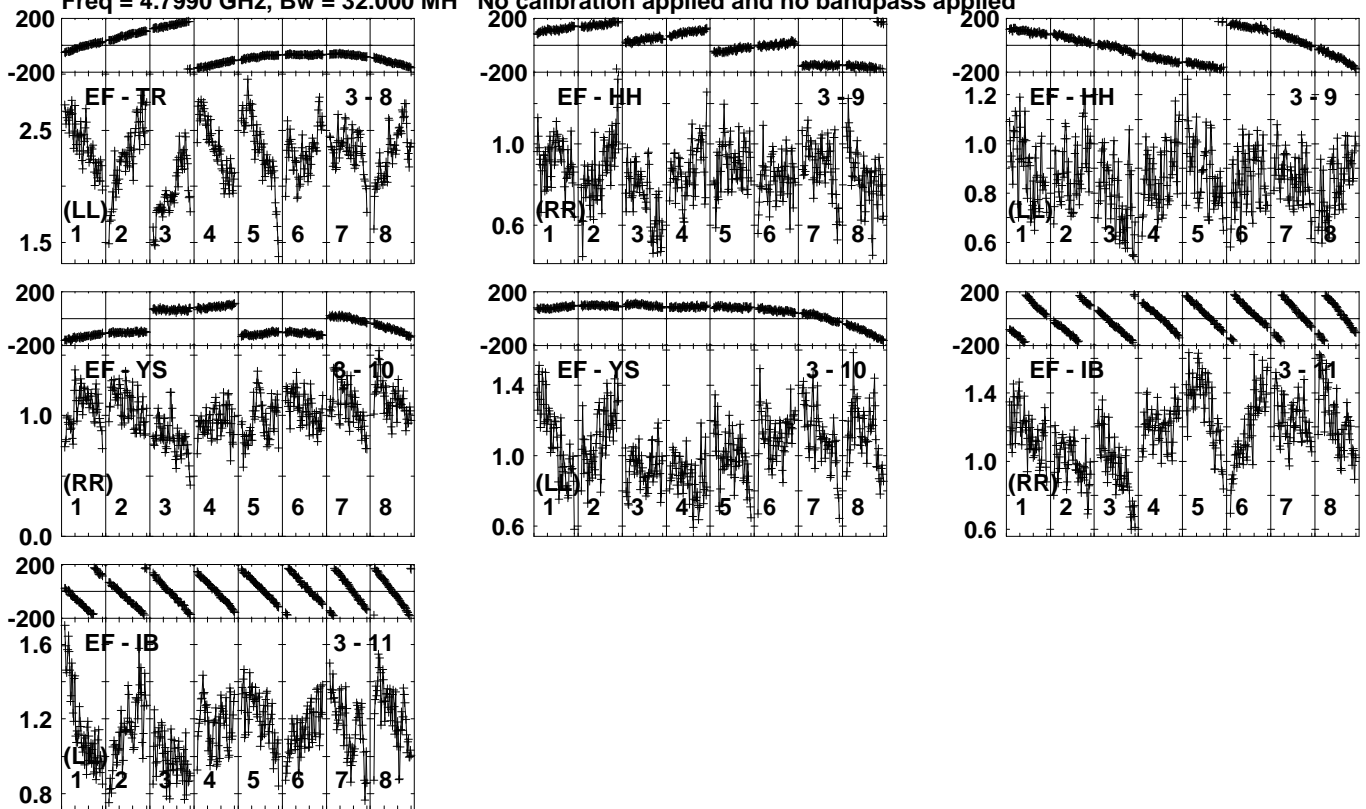 Freq = 4.7990 GHz, Bw = 32.000 MH No calibration applied and no bandpass applied
200
-200
EF - TR 3 - 8
2.5
(LL)
1 2 3 4 5 6 7 8
1.5
EF - HH 3 - 9
1.0
(RR)
0.6
1 2 3 4 5 6 7 8
200
-200
1.2
EF - HH 3 - 9
1.0
0.8
(LL)
0.6
1 2 3 4 5 6 7 8
200
-200
EF - YS 3 - 10
1.0
(RR)
1 2 3 4 5 6 7 8
0.0
200
-200
EF - YS 3 - 10
1.4
1.0
(LL)
1 2 3 4 5 6 7 8
0.6
200
-200
EF - IB 3 - 11
1.4
1.0
(RR)
1 2 3 4 5 6 7 8
0.6
200
-200
1.6
EF - IB 3 - 11
1.2
(LL)
1 2 3 4 5 6 7 8
0.8